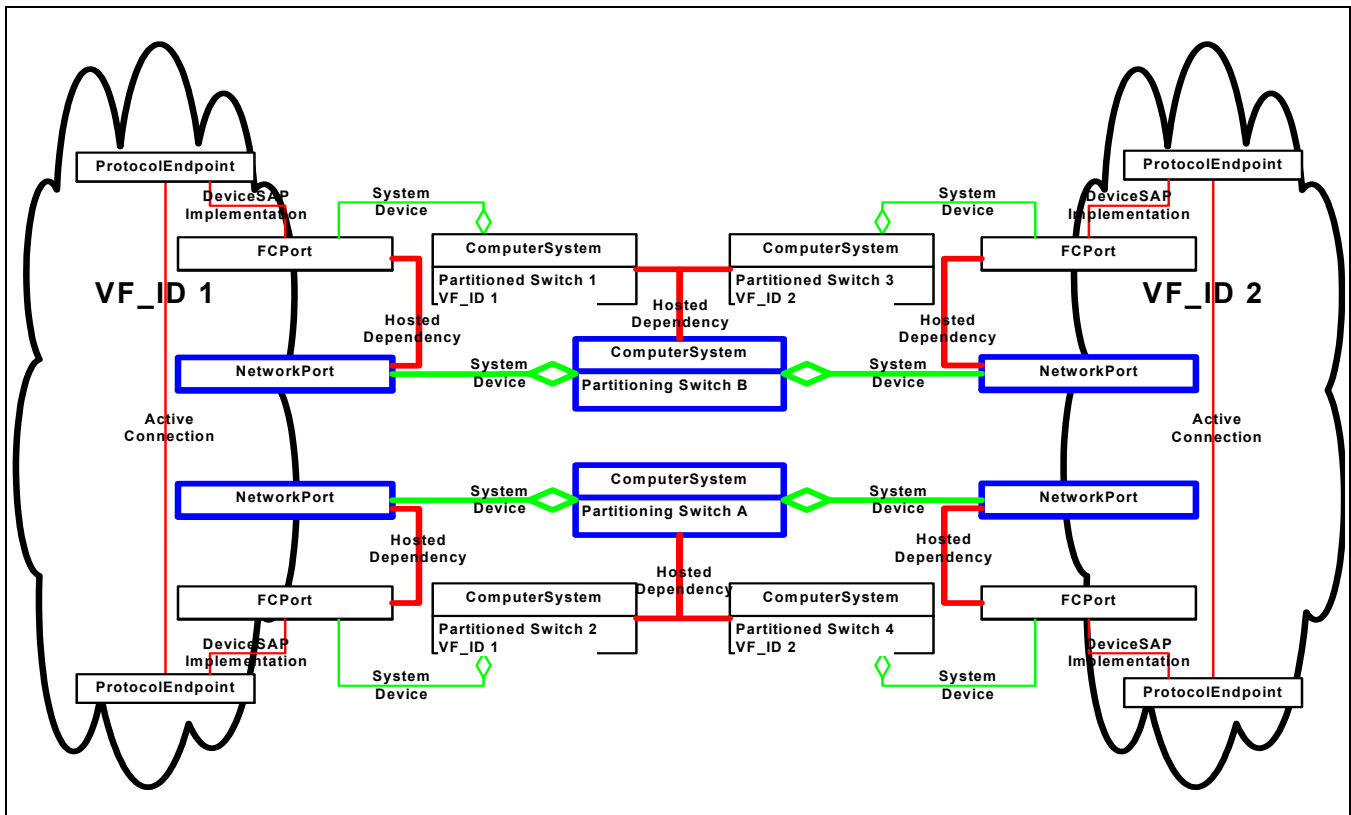 ProtocolEndpoint
ProtocolEndpoint
DeviceSAP
Implementation
System
Device
System
Device
DeviceSAP
Implementation
FCPort
ComputerSystem
ComputerSystem
FCPort
Partitioned Switch 1
VF_ID 1
Partitioned Switch 3
VF_ID 2
VF_ID 1
VF_ID 2
Hosted
Dependency
Hosted
Dependency
Hosted
Dependency
NetworkPort
System
Device
ComputerSystem
Partitioning Switch B
System
Device
NetworkPort
Active
Connection
Active
Connection
NetworkPort
System
Device
ComputerSystem
Partitioning Switch A
System
Device
NetworkPort
Hosted
Dependency
Hosted
Dependency
Hosted
Dependency
FCPort
ComputerSystem
ComputerSystem
FCPort
Partitioned Switch 2
VF_ID 1
Partitioned Switch 4
VF_ID 2
DeviceSAP
Implementation
System
Device
System
Device
DeviceSAP
Implementation
ProtocolEndpoint
ProtocolEndpoint